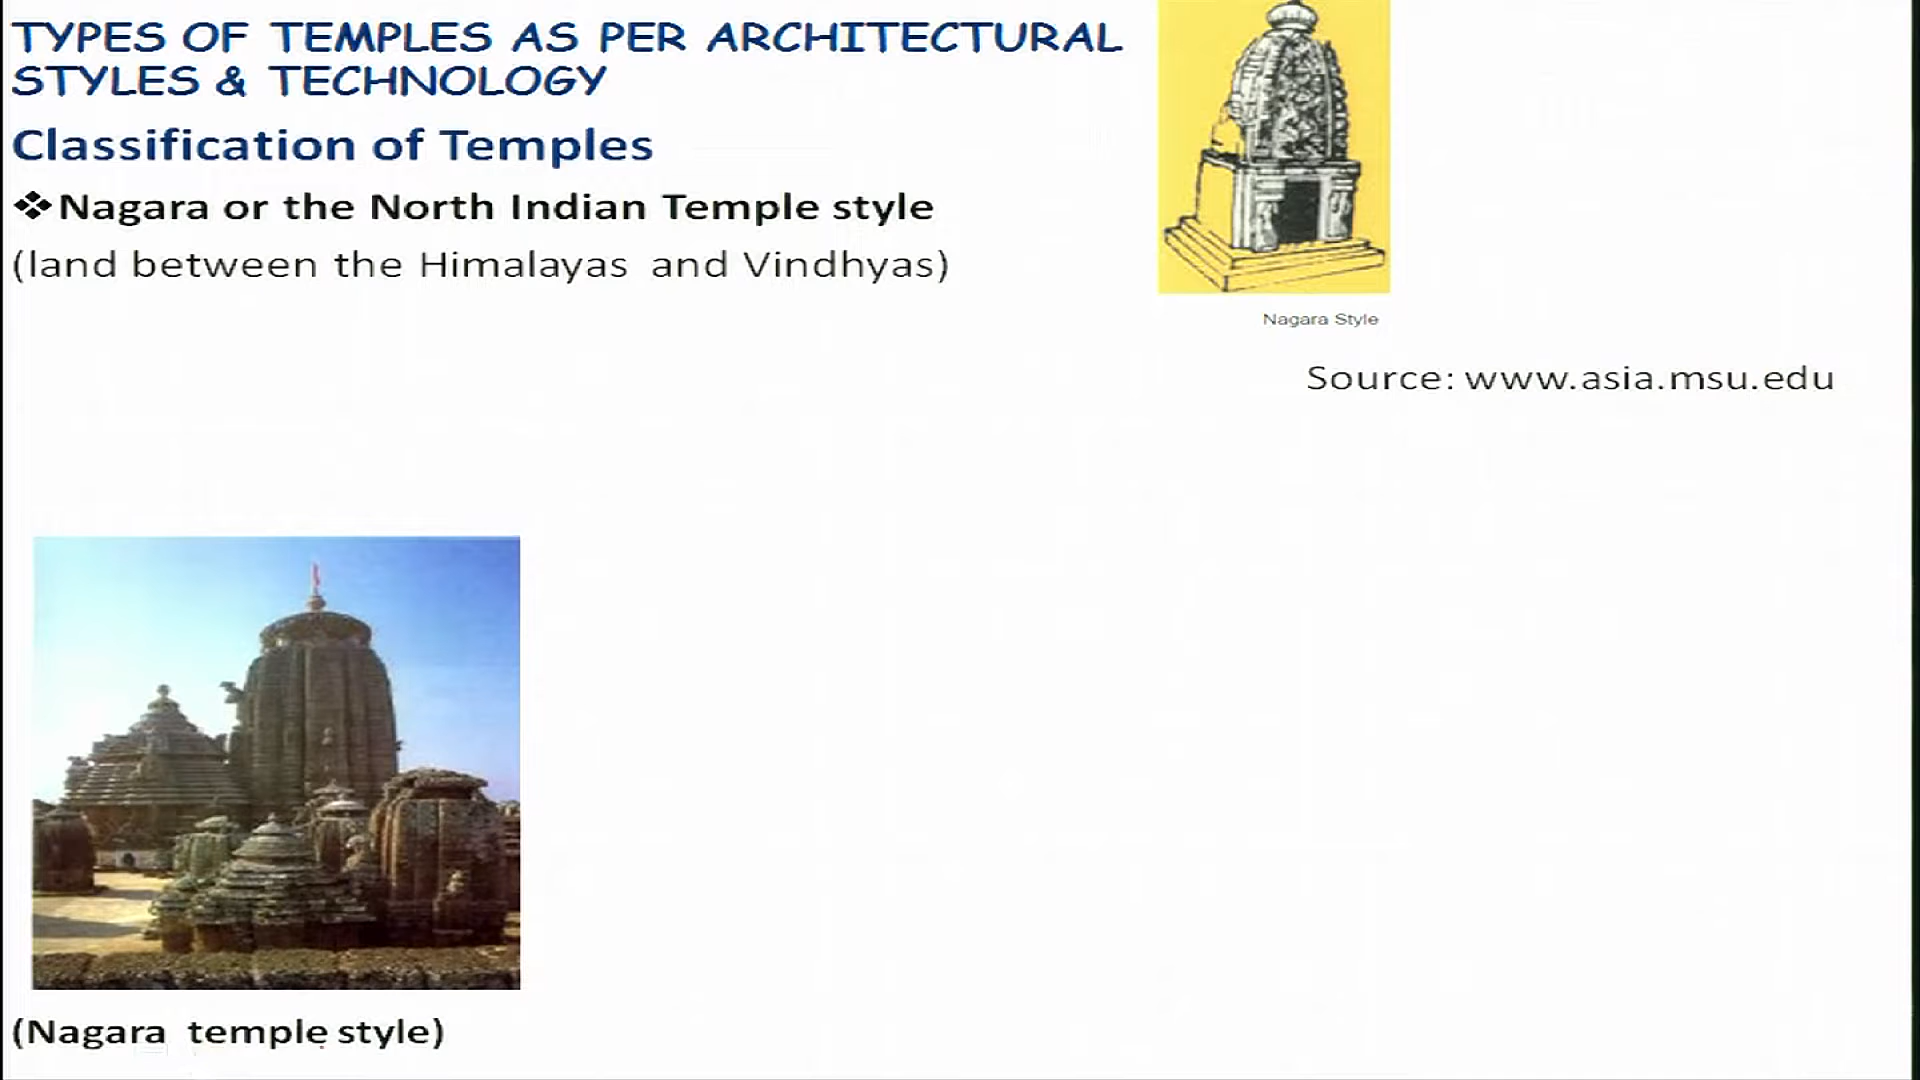 TYPES OF TEMPLES AS PER ARCHITECTURAL
STYLES & TECHNOLOGY
Classification of Temples
❖Nagara or the North Indian Temple style
(land between the Himalayas and Vindhyas)
Nagara Style
Source: www.asia.msu.edu
(Nagara temple style)